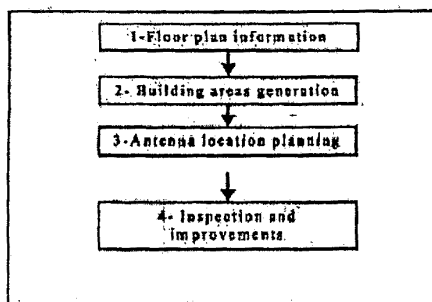 1-Floor plan information
2- Building areas generation
3-Antenna location planning
4- Inspection and
improvements.